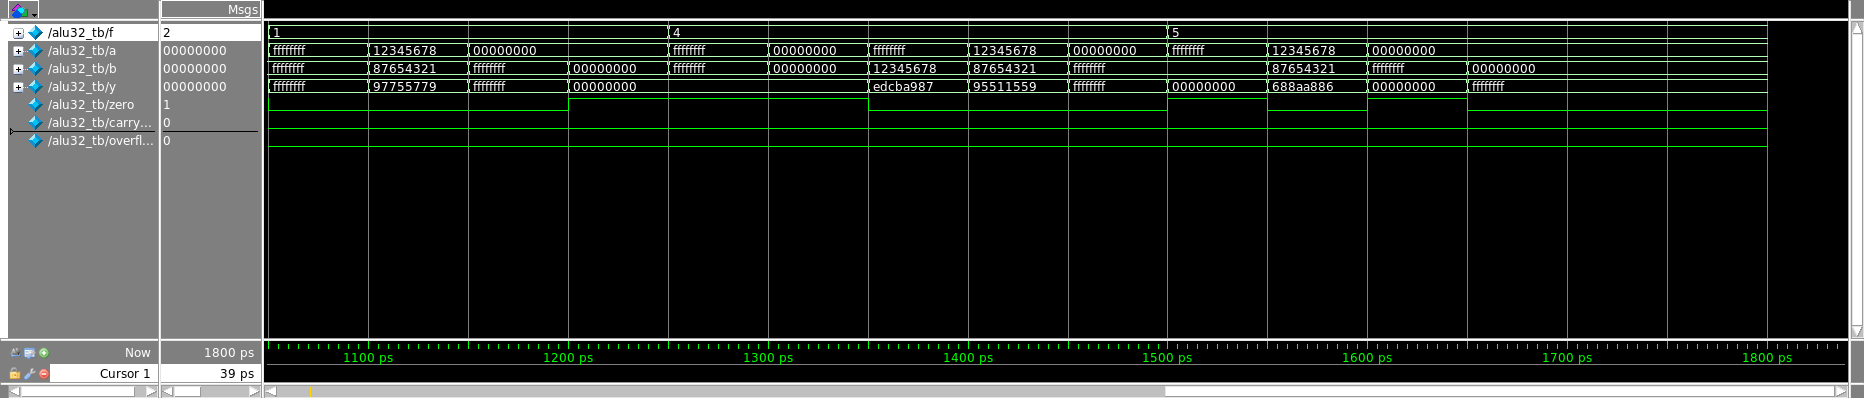 Msgs
/alu32_tb/f 2 1 4 5
/alu32_tb/a 00000000 ffffffff 12345678 00000000 ffffffff 00000000 ffffffff 12345678 00000000 ffffffff 12345678 00000000
/alu32_tb/b 00000000 ffffffff 87654321 ffffffff 00000000 ffffffff 00000000 12345678 87654321 ffffffff 87654321 ffffffff 00000000
/alu32_tb/y 00000000 ffffffff 97755779 ffffffff 00000000 edcba987 95511559 ffffffff 00000000 688aa886 00000000 ffffffff
/alu32_tb/zero 1
/alu32_tb/carry... 0
/alu32_tb/overfl... 0
Now 1800 ps 1100 ps 1200 ps 1300 ps 1400 ps 1500 ps 1600 ps 1700 ps 1800 ps
Cursor 1 39 ps